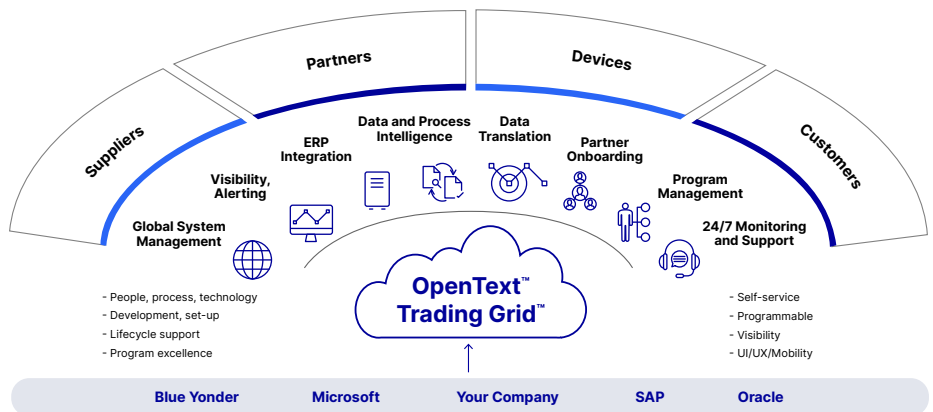 Suppliers
Partners
Devices
Customers
Global System
Management
Visibility,
Alerting,
ERP
Integration
Data and Process
Intelligence
Data
Translation
Partner
Onboarding
Program
Management
24/7 Monitoring
and Support
OpenText™
Trading Grid™
- People, process, technology
- Development, set-up
- Lifecycle support
- Program excellence
- Self-service
- Programmable
- Visibility
- UI/UX/Mobility
Blue Yonder
Microsoft
Your Company
SAP
Oracle